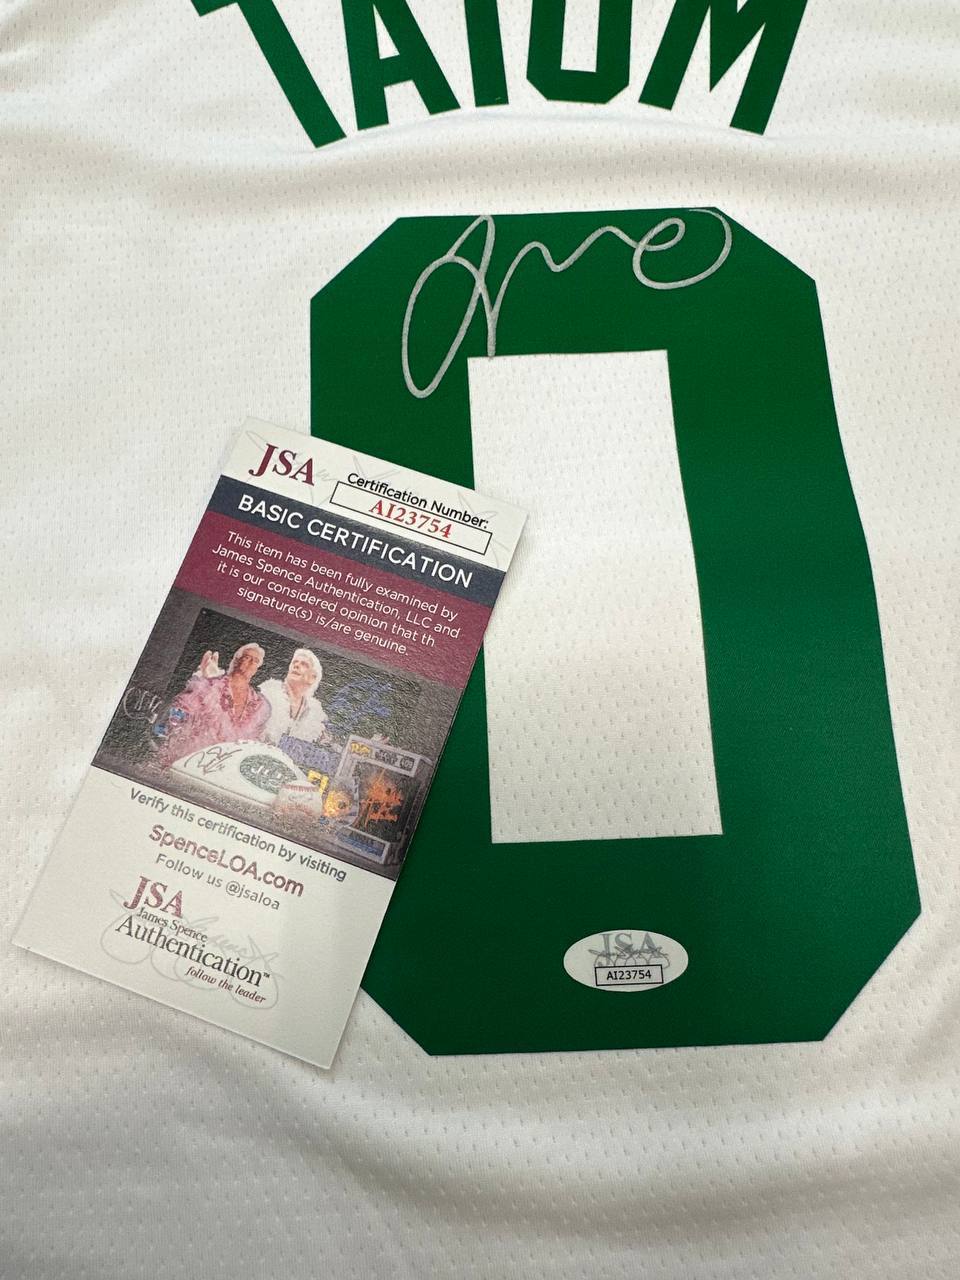 TATUM
0
JSA
Certification Number:
AI23754
BASIC CERTIFICATION
This item has been fully examined by
James Spence Authentication, LLC and
it is our considered opinion that th
signature(s) is/are genuine.
Verify this certification by visiting
SpenceLOA.com
Follow us @jsaloa
JSA
James Spence
Authentication™
follow the leader
JSA
AI23754